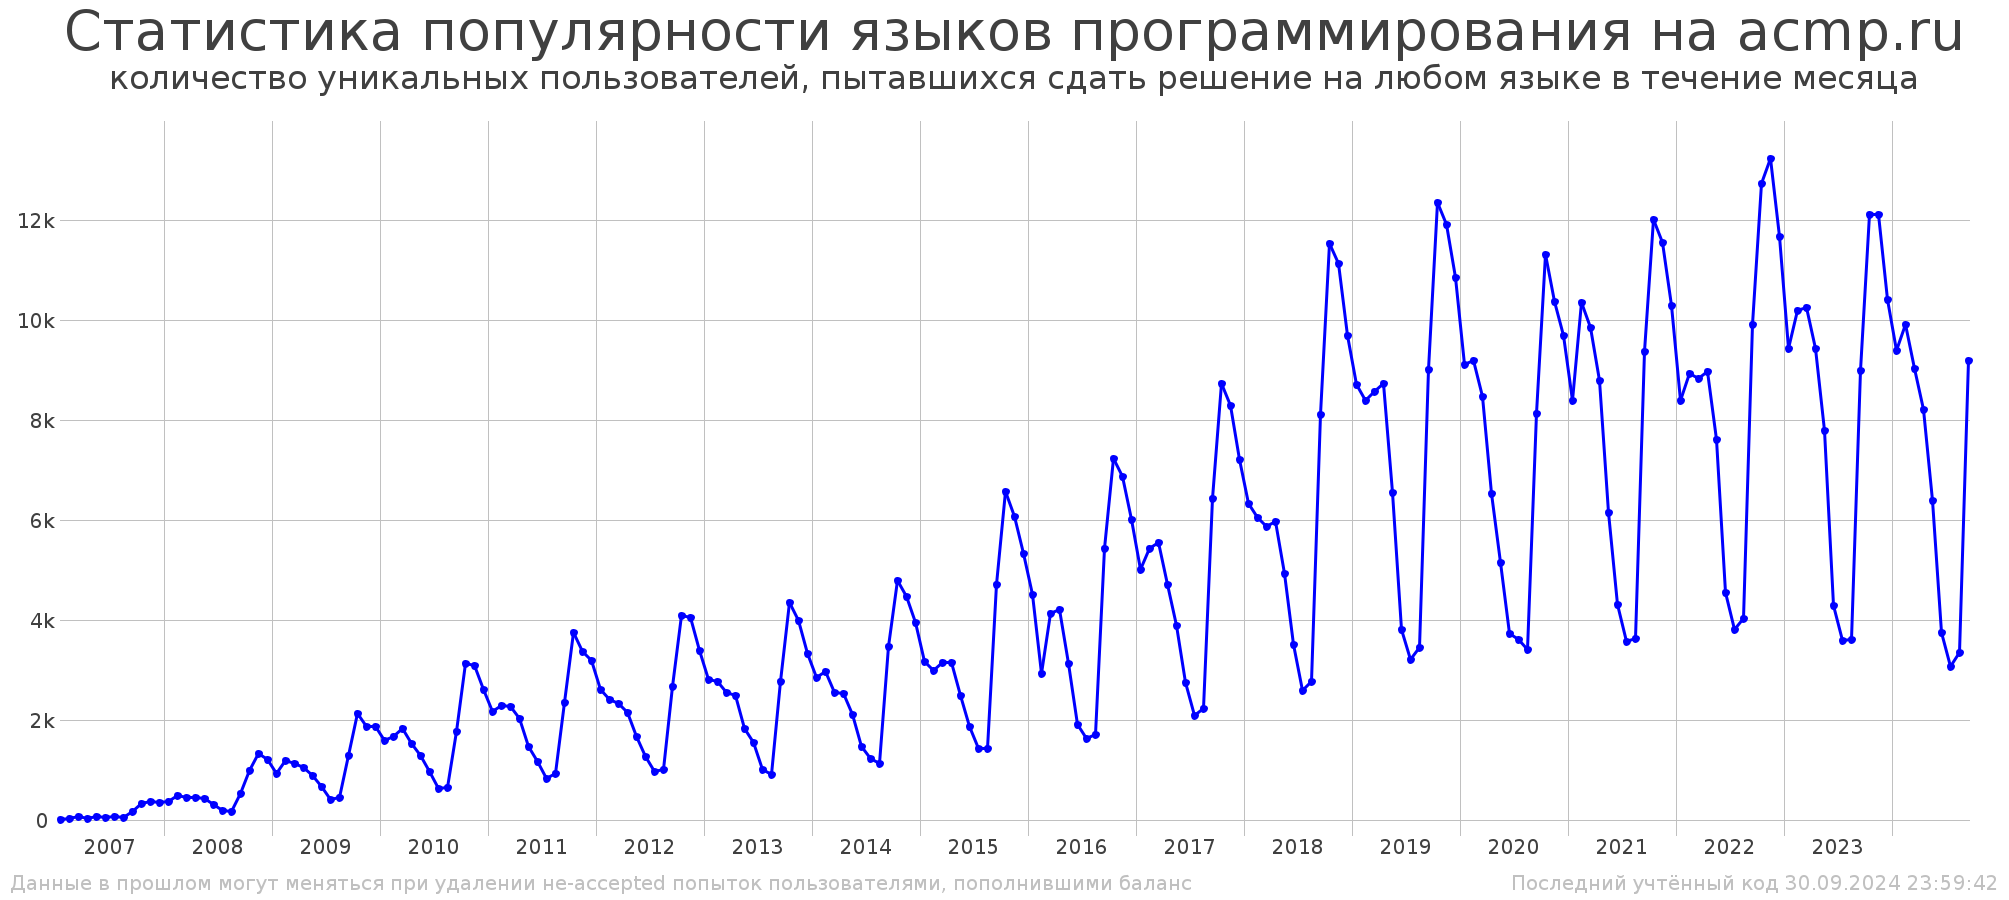 Статистика популярности языков программирования на acmp.ru
количество уникальных пользователей, пытавшихся сдать решение на любом языке в течение месяца
12k
10k
8k
6k
4k
2k
0
2007 2008 2009 2010 2011 2012 2013 2014 2015 2016 2017 2018 2019 2020 2021 2022 2023
Данные в прошлом могут меняться при удалении не-accepted попыток пользователями, пополнившими баланс
Последний учтённый код 30.09.2024 23:59:42